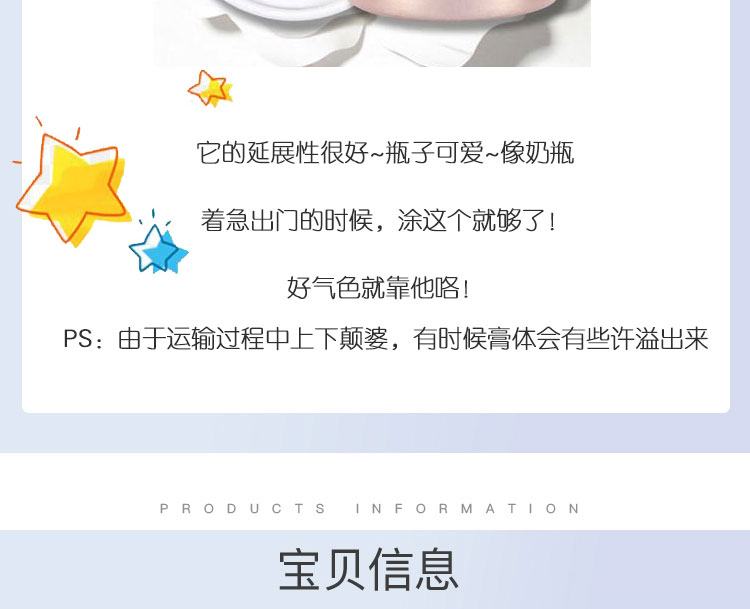 它的延展性很好~瓶子可爱~像奶瓶
着急出门的时候，涂这个就够了!
好气色就靠他咯!
PS：由于运输过程中上下颠婆，有时候膏体会有些许溢出来
PRODUCTS INFORMATION
宝贝信息